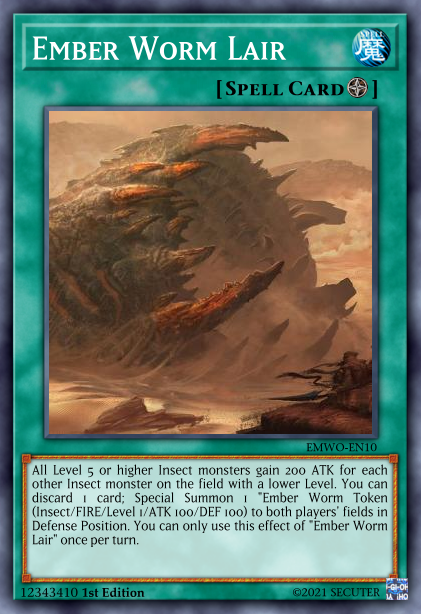 EMBER WORM LAIR
魔
[SPELL CARD]
EMWO-EN10
All Level 5 or higher Insect monsters gain 200 ATK for each
other Insect monster on the field with a lower Level. You can
discard 1 card; Special Summon 1 "Ember Worm Token
(Insect/FIRE/Level 1/ATK 100/DEF 100) to both players' fields in
Defense Position. You can only use this effect of "Ember Worm
Lair" once per turn.
12343410 1st Edition
©2021 SECUTER